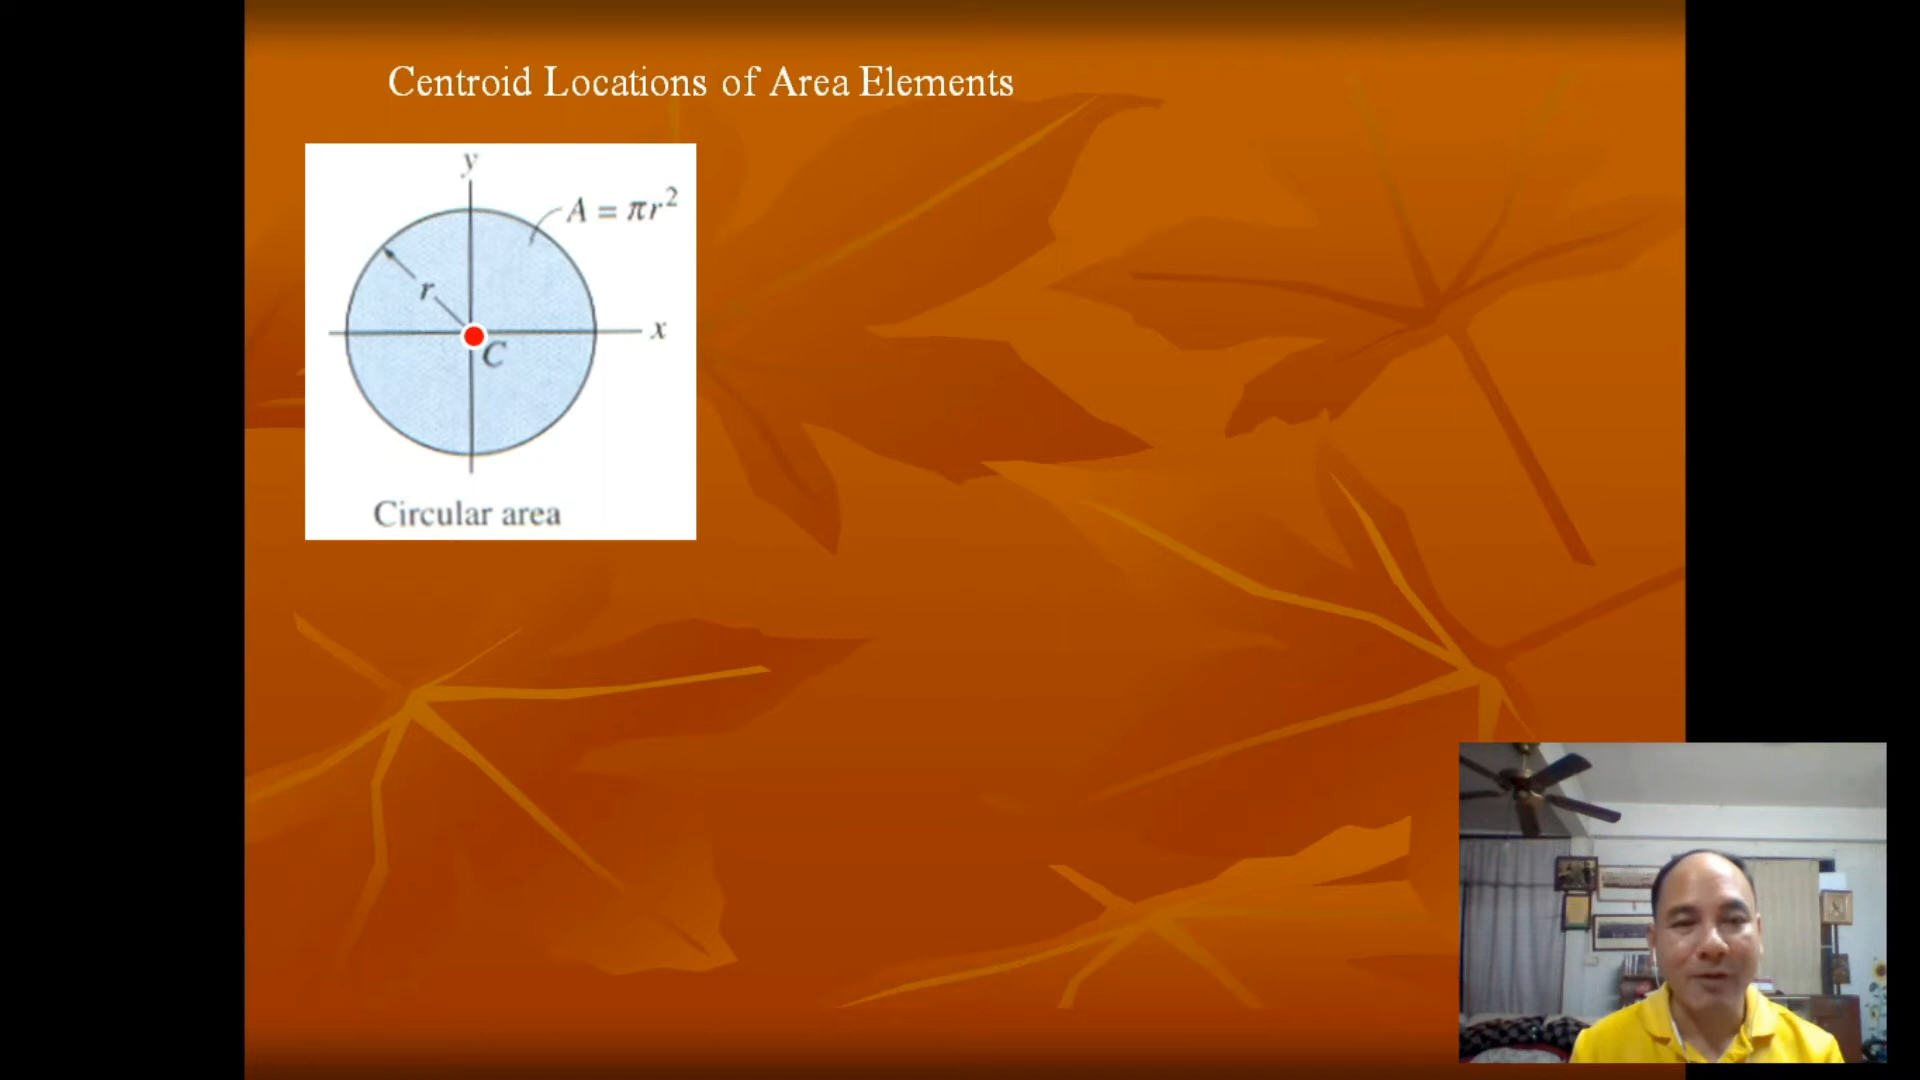 Centroid Locations of Area Elements
y
A = πr²
r
x
C
Circular area